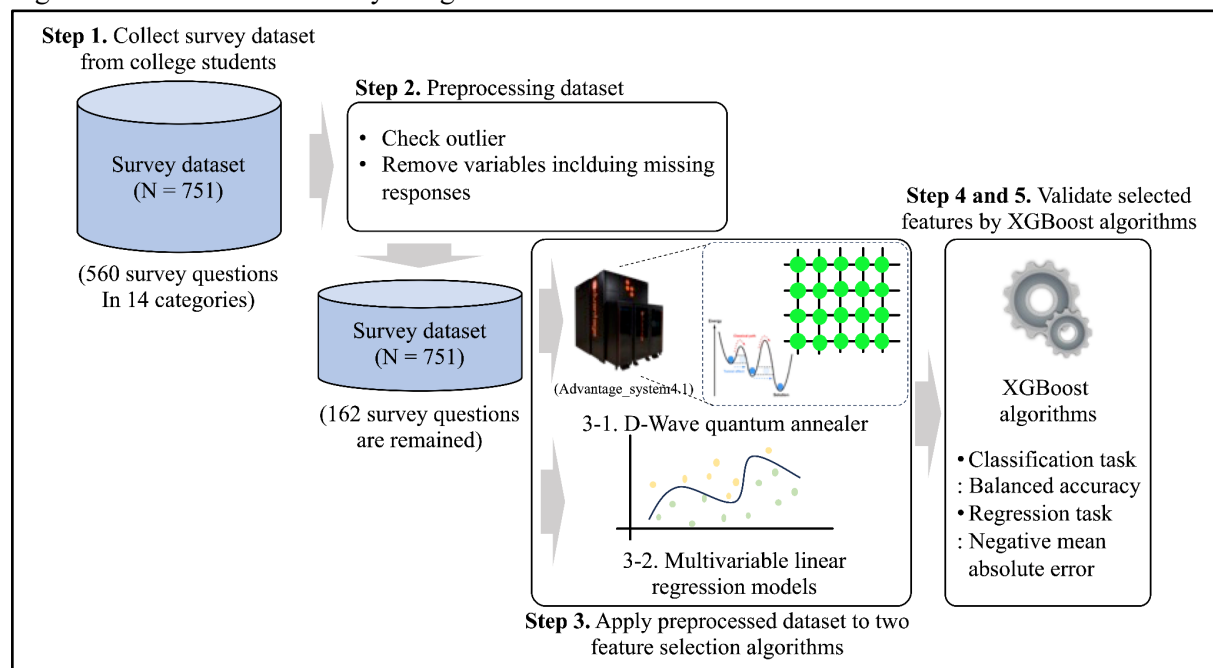 Step 1. Collect survey dataset
from college students
Survey dataset
(N = 751)
(560 survey questions
In 14 categories)
Step 2. Preprocessing dataset
• Check outlier
• Remove variables inclduing missing
responses
Survey dataset
(N = 751)
(162 survey questions
are remained)
(Advantage_system4.1)
Energy
Solution
3-1. D-Wave quantum annealer
3-2. Multivariable linear
regression models
Step 3. Apply preprocessed dataset to two
feature selection algorithms
Step 4 and 5. Validate selected
features by XGBoost algorithms
XGBoost
algorithms
• Classification task
: Balanced accuracy
• Regression task
: Negative mean
absolute error